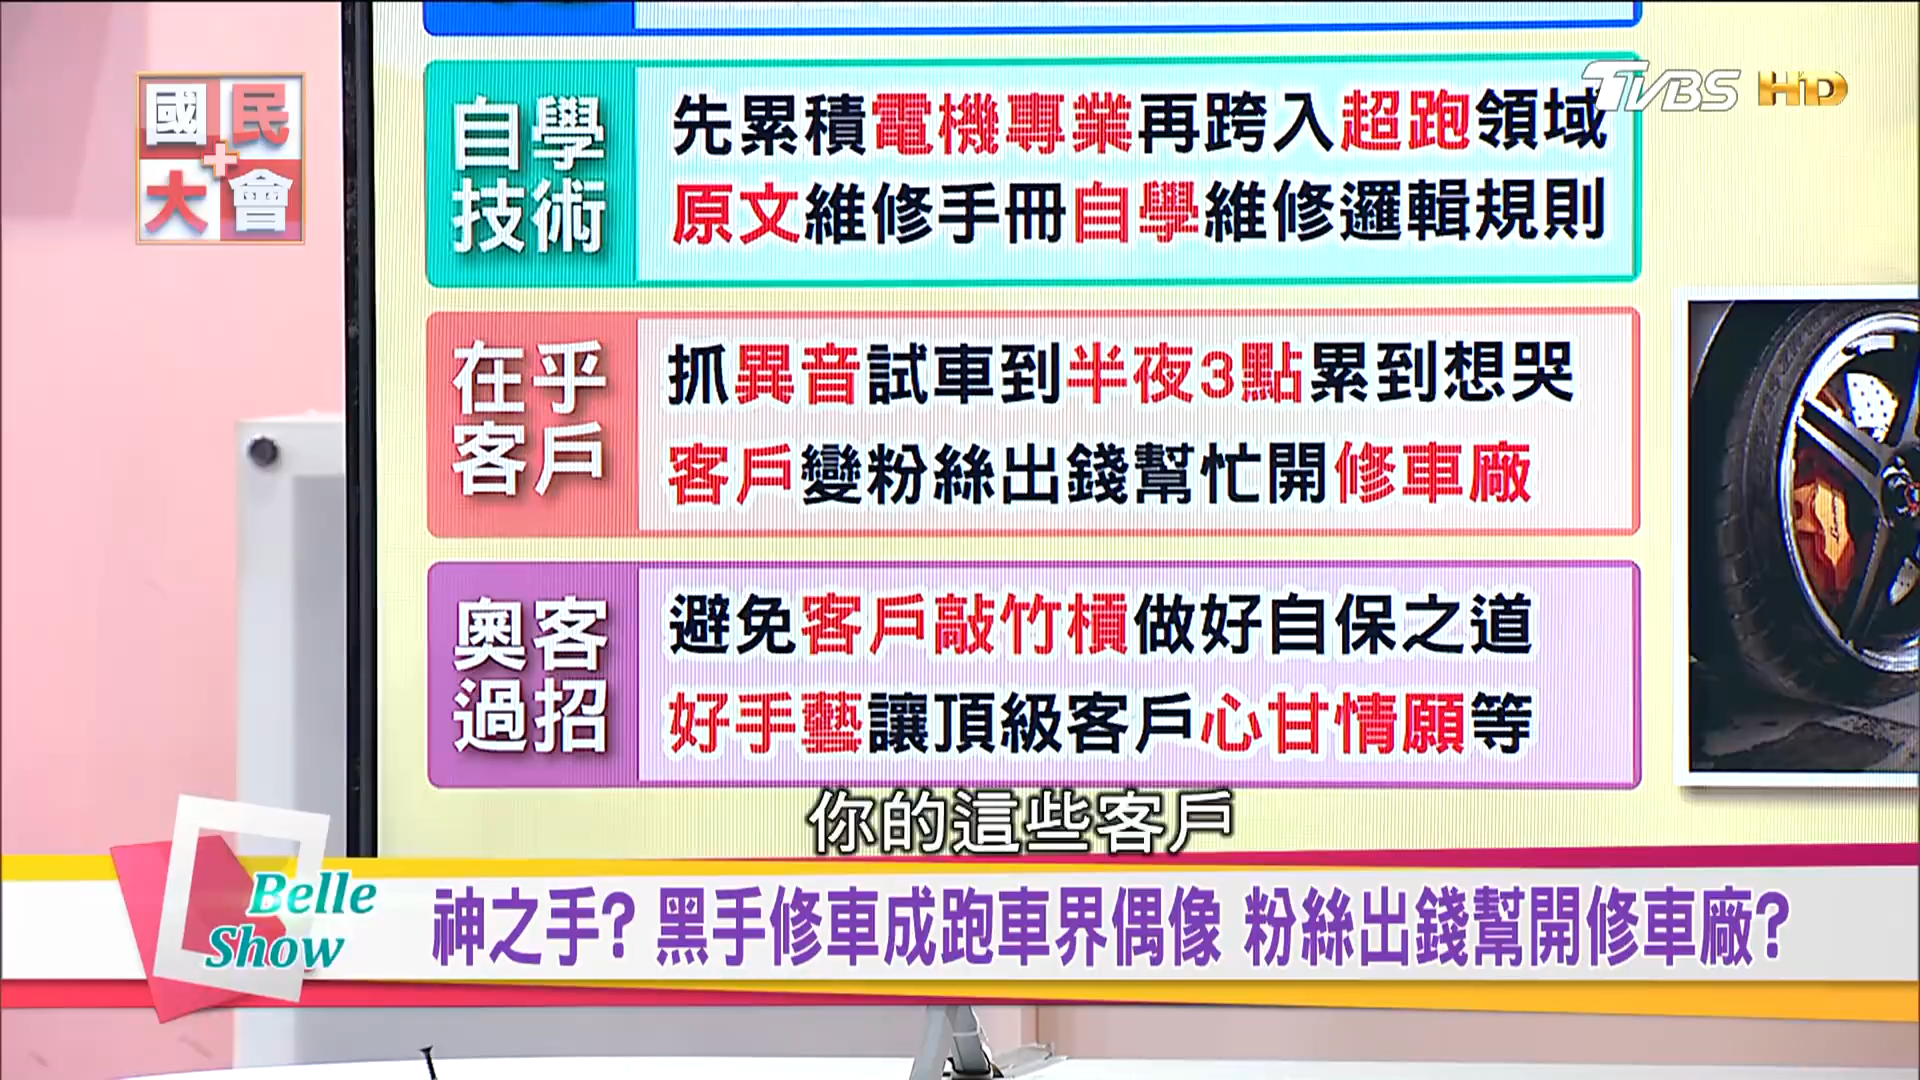 國民
大會
TVBS HD
自學
技術
先累積電機專業再跨入超跑領域
原文維修手冊自學維修邏輯規則
在乎
客戶
抓異音試車到半夜3點累到想哭
客戶變粉絲出錢幫忙開修車廠
奧客
過招
避免客戶敲竹槓做好自保之道
好手藝讓頂級客戶心甘情願等
你的這些客戶
Belle
Show
神之手? 黑手修車成跑車界偶像 粉絲出錢幫開修車廠?